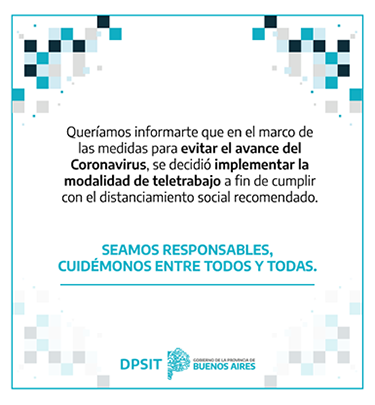 Queríamos informarte que en el marco de
las medidas para evitar el avance del
Coronavirus, se decidió implementar la
modalidad de teletrabajo a fin de cumplir
con el distanciamiento social recomendado.
SEAMOS RESPONSABLES,
CUIDÉMONOS ENTRE TODOS Y TODAS.
DPSIT
GOBIERNO DE LA PROVINCIA DE
BUENOS AIRES